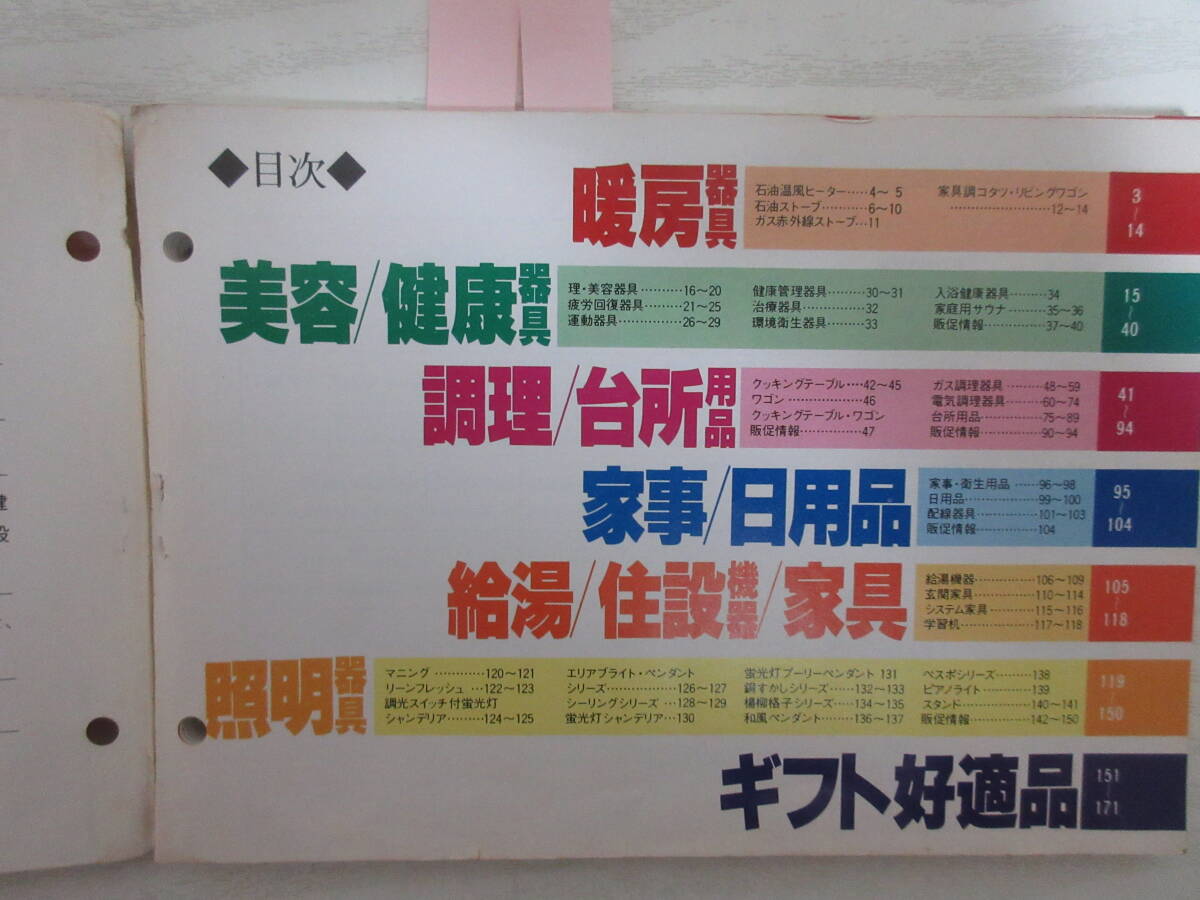 ◆目次◆
暖房器具
石油温風ヒーター‥‥‥4〜5
石油ストーブ‥‥‥‥6〜10
ガス赤外線ストーブ‥‥11
家具調コタツ・リビングワゴン
‥‥‥‥‥‥‥‥‥12〜14
3〜14
美容/健康器具
理・美容器具‥‥‥‥16〜20
疲労回復器具‥‥‥‥21〜25
運動器具‥‥‥‥‥‥26〜29
健康管理器具‥‥‥‥30〜31
治療器具‥‥‥‥‥‥32
環境衛生器具‥‥‥‥33
入浴健康器具‥‥‥‥34
家庭用サウナ‥‥‥‥35〜36
販促情報‥‥‥‥‥‥37〜40
15〜40
調理/台所用品
クッキングテーブル‥‥42〜45
ワゴン‥‥‥‥‥‥‥46
クッキングテーブル・ワゴン
販促情報‥‥‥‥‥‥47
ガス調理器具‥‥‥‥48〜59
電気調理器具‥‥‥‥60〜74
台所用品‥‥‥‥‥‥75〜89
販促情報‥‥‥‥‥‥90〜94
41〜94
家事/日用品
家事・衛生用品‥‥‥96〜98
日用品‥‥‥‥‥‥‥99〜100
配線器具‥‥‥‥‥‥101〜103
販促情報‥‥‥‥‥‥104
95〜104
給湯/住設機器/家具
給湯機器‥‥‥‥‥‥106〜109
玄関家具‥‥‥‥‥‥110〜114
システム家具‥‥‥‥115〜116
学習机‥‥‥‥‥‥‥117〜118
105〜118
照明器具
マニング‥‥‥‥‥‥120〜121
リーンフレッシュ‥‥122〜123
調光スイッチ付蛍光灯
シャンデリア‥‥‥‥124〜125
エリアブライト・ペンダント
シリーズ‥‥‥‥‥‥126〜127
シーリングシリーズ‥‥128〜129
蛍光灯シャンデリア‥‥130
蛍光灯プーリーペンダント 131
銅すかしシリーズ‥‥132〜133
楊柳格子シリーズ‥‥134〜135
和風ペンダント‥‥‥136〜137
ベスポシリーズ‥‥‥138
ピアノライト‥‥‥‥139
スタンド‥‥‥‥‥‥140〜141
販促情報‥‥‥‥‥‥142〜150
119〜150
ギフト好適品
151〜171
建
設
、